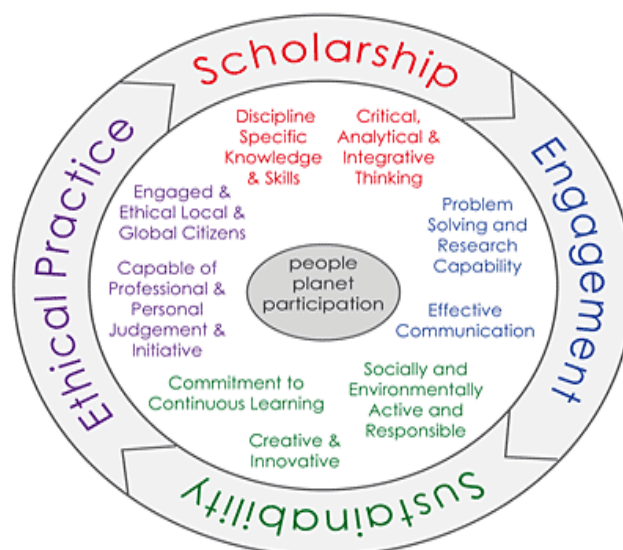 Scholarship
Engagement
Sustainability
Ethical Practice
Discipline
Specific
Knowledge
& Skills
Critical,
Analytical &
Integrative
Thinking
Problem
Solving and
Research
Capability
Effective
Communication
Socially and
Environmentally
Active and
Responsible
Creative &
Innovative
Commitment to
Continuous Learning
Capable of
Professional &
Personal
Judgement &
Initiative
Engaged &
Ethical Local &
Global Citizens
people
planet
participation